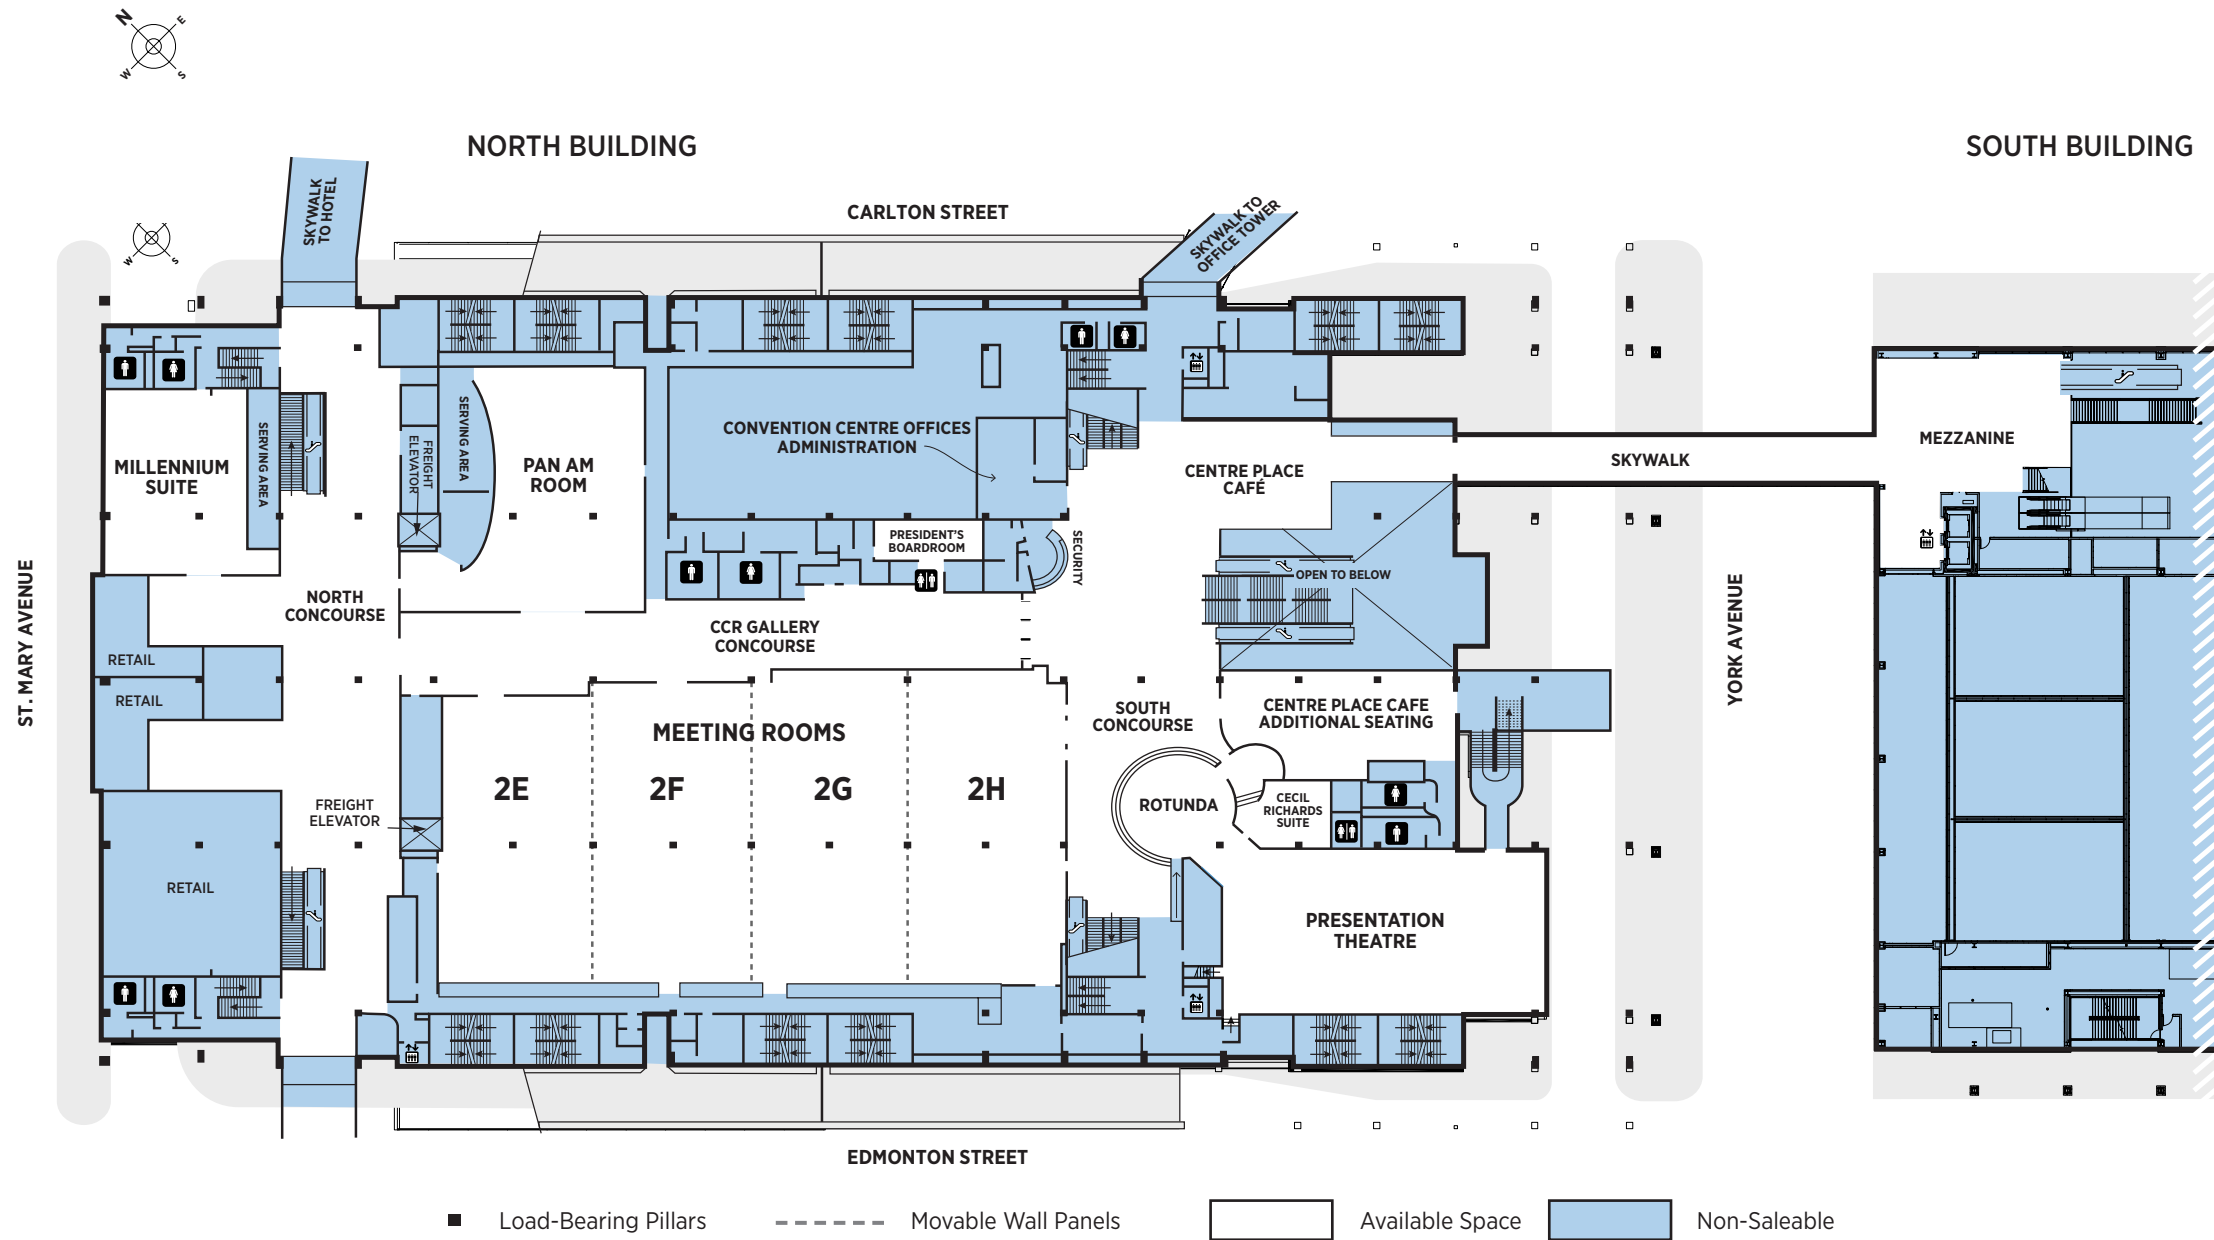 N
E
W
S
NORTH BUILDING
SOUTH BUILDING
SKYWALK
TO HOTEL
CARLTON STREET
SKYWALK TO
OFFICE TOWER
W
S
SERVING AREA
MILLENNIUM
SUITE
FREIGHT
ELEVATOR
SERVING AREA
PAN AM
ROOM
CONVENTION CENTRE OFFICES
ADMINISTRATION
CENTRE PLACE
CAFÉ
SKYWALK
MEZZANINE
PRESIDENT'S
BOARDROOM
SECURITY
OPEN TO BELOW
ST. MARY AVENUE
NORTH
CONCOURSE
CCR GALLERY
CONCOURSE
YORK AVENUE
RETAIL
RETAIL
SOUTH
CONCOURSE
CENTRE PLACE CAFE
ADDITIONAL SEATING
MEETING ROOMS
2E
2F
2G
2H
FREIGHT
ELEVATOR
ROTUNDA
CECIL
RICHARDS
SUITE
RETAIL
PRESENTATION
THEATRE
EDMONTON STREET
Load-Bearing Pillars
Movable Wall Panels
Available Space
Non-Saleable